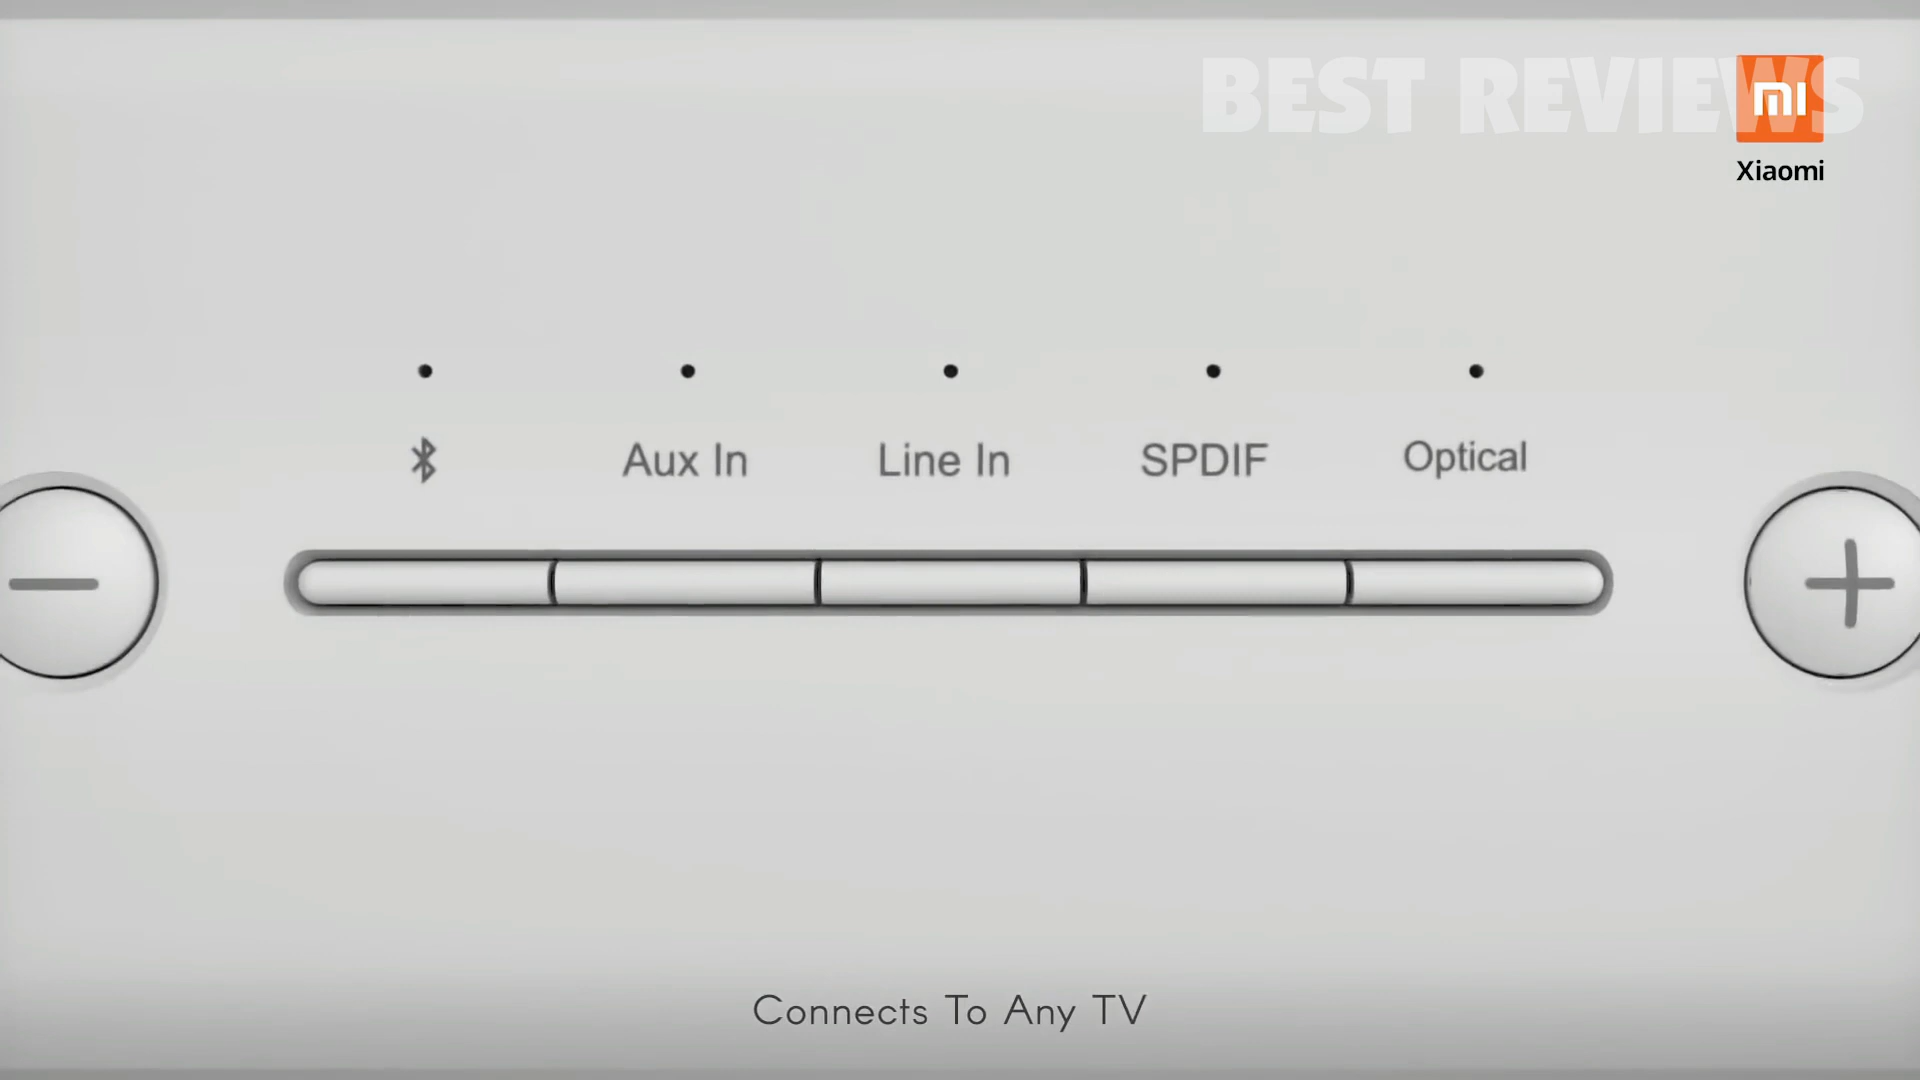 BEST REVIEWS
mi
Xiaomi
Aux In
Line In
SPDIF
Optical
Connects To Any TV